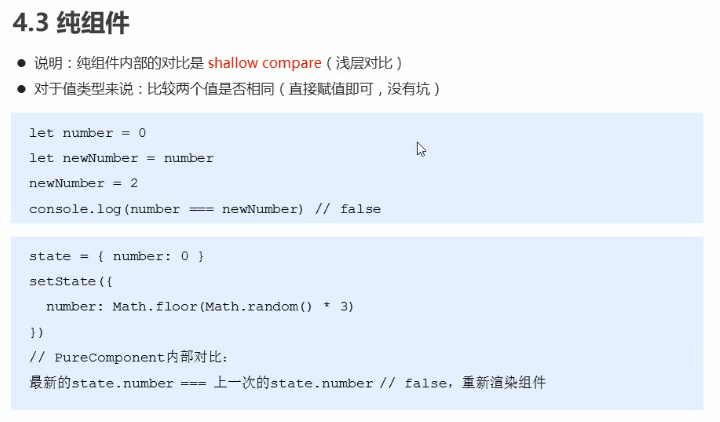 4.3 纯组件
● 说明：纯组件内部的对比是 shallow compare（浅层对比）
● 对于值类型来说：比较两个值是否相同（直接赋值即可，没有坑）
let number = 0
let newNumber = number
newNumber = 2
console.log(number === newNumber) // false
state = { number: 0 }
setState({
  number: Math.floor(Math.random() * 3)
})
// PureComponent内部对比：
最新的state.number === 上一次的state.number // false，重新渲染组件